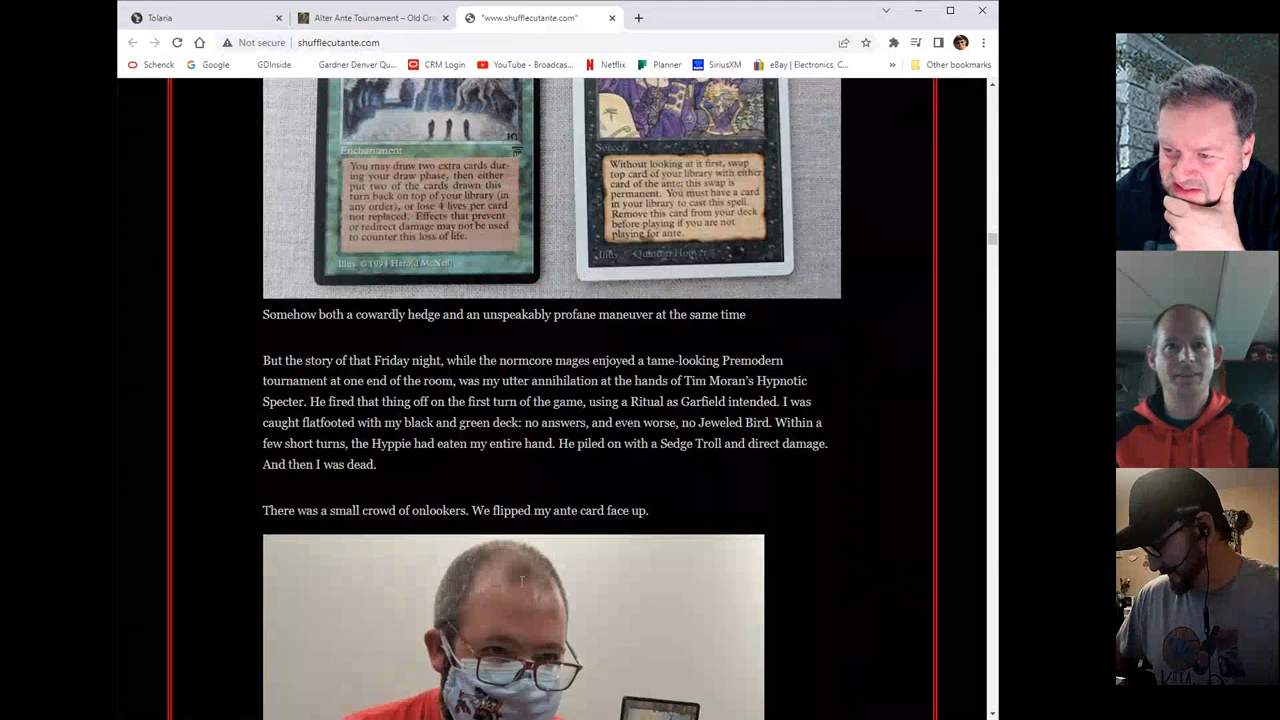 Tolaria
Alter Ante Tournament – Old Or
"www.shufflecutante.com"
Not secure
shufflecutante.com
Schenck
Google
GDInside
Gardner Denver Qu...
CRM Login
YouTube - Broadcas...
Netflix
Planner
SiriusXM
eBay | Electronics, C...
»
Other bookmarks
Enchantment
You may draw two extra cards dur-
ing your draw phase, then either
put two of the cards drawn this
turn back on top of your library (in
any order), or lose 4 lives per card
not replaced. Effects that prevent
or redirect damage may not be used
to counter this loss of life.
Illus. © 1994 Harold McNeill
Sorcery
Without looking at it first, swap
top card of your library with either
card of the ante; this swap is
permanent. You must have a card
in your library to cast this spell.
Remove this card from your deck
before playing if you are not
playing for ante.
Illus. Quinton Hoover
Somehow both a cowardly hedge and an unspeakably profane maneuver at the same time
But the story of that Friday night, while the normcore mages enjoyed a tame-looking Premodern
tournament at one end of the room, was my utter annihilation at the hands of Tim Moran's Hypnotic
Specter. He fired that thing off on the first turn of the game, using a Ritual as Garfield intended. I was
caught flatfooted with my black and green deck: no answers, and even worse, no Jeweled Bird. Within a
few short turns, the Hyppie had eaten my entire hand. He piled on with a Sedge Troll and direct damage.
And then I was dead.
There was a small crowd of onlookers. We flipped my ante card face up.